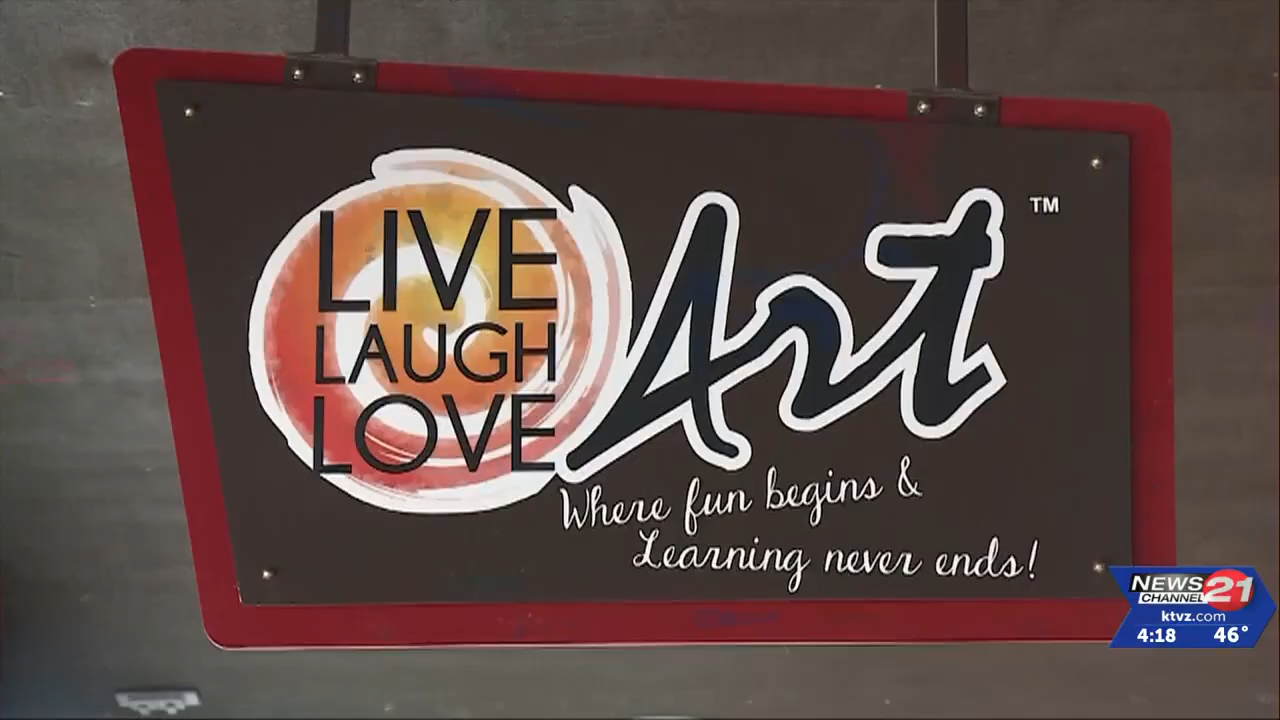 LIVE
LAUGH
LOVE
Art
TM
Where fun begins &
Learning never ends!
NEWS
CHANNEL
21
ktvz.com
4:18 46°